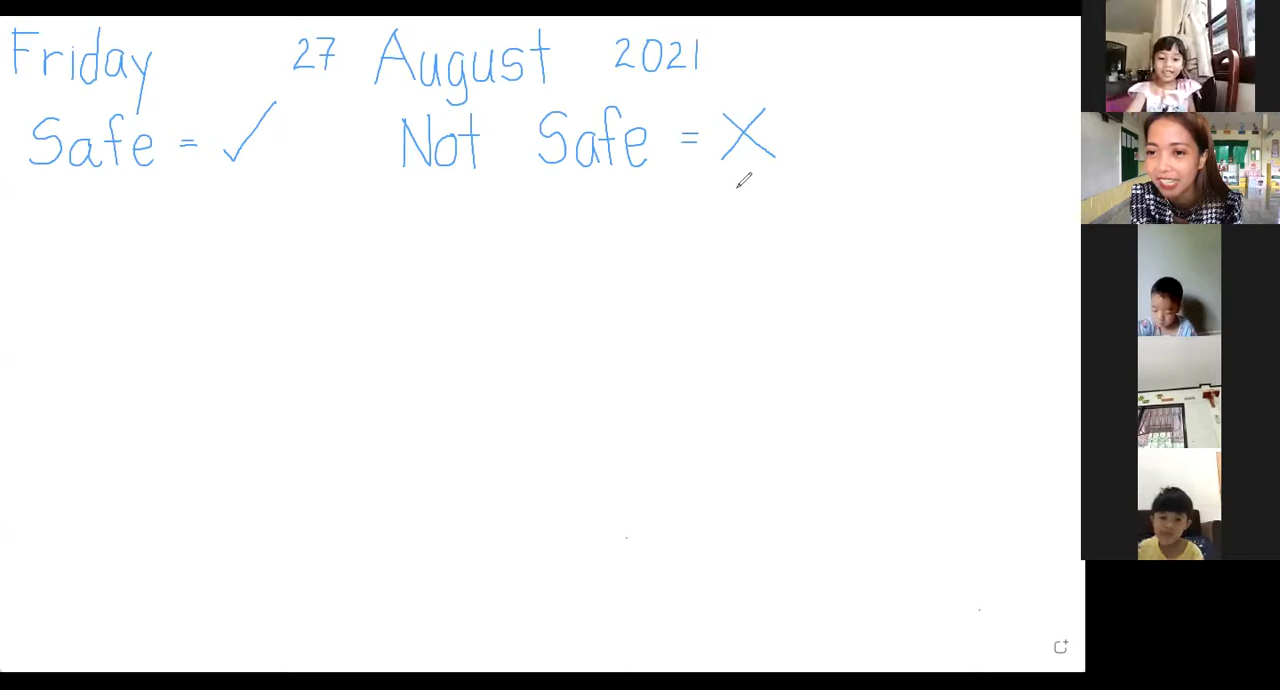 Friday 27 August 2021
Safe = ✓ Not Safe = X